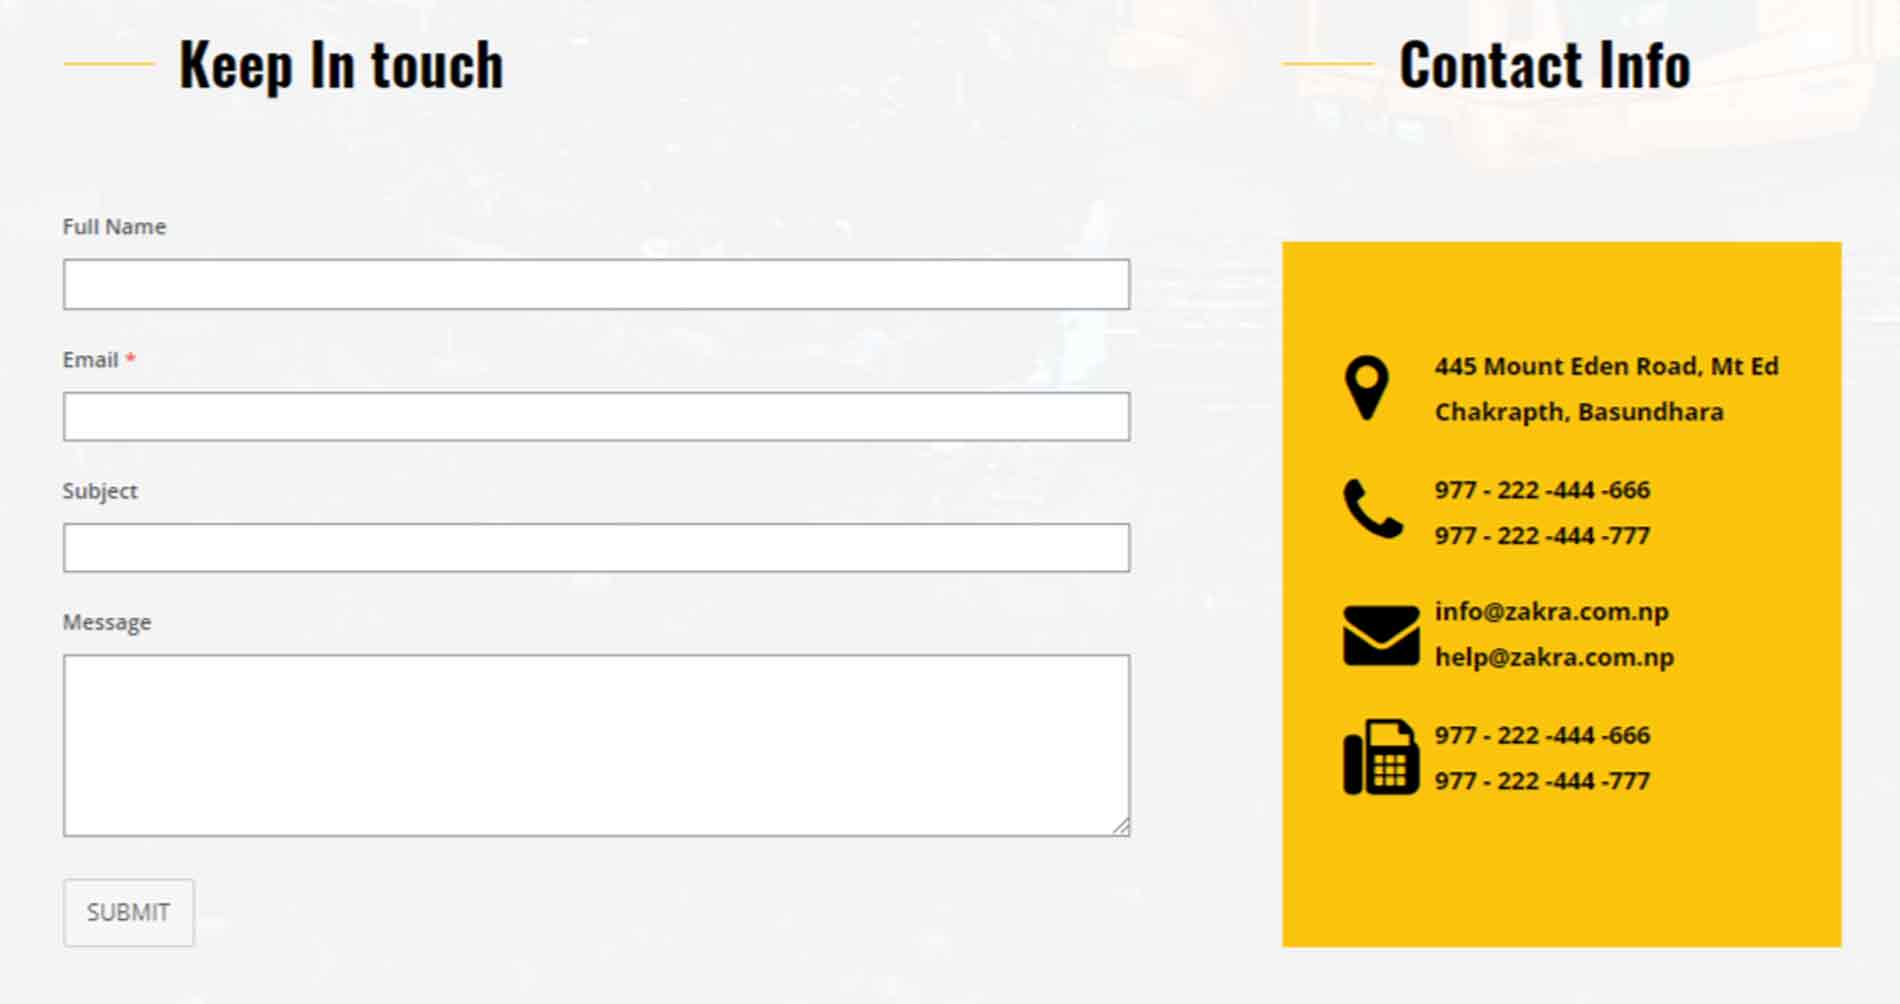 Keep In touch
Full Name
Email *
Subject
Message
SUBMIT
Contact Info
445 Mount Eden Road, Mt Ed
Chakrapth, Basundhara
977 - 222 -444 -666
977 - 222 -444 -777
info@zakra.com.np
help@zakra.com.np
977 - 222 -444 -666
977 - 222 -444 -777